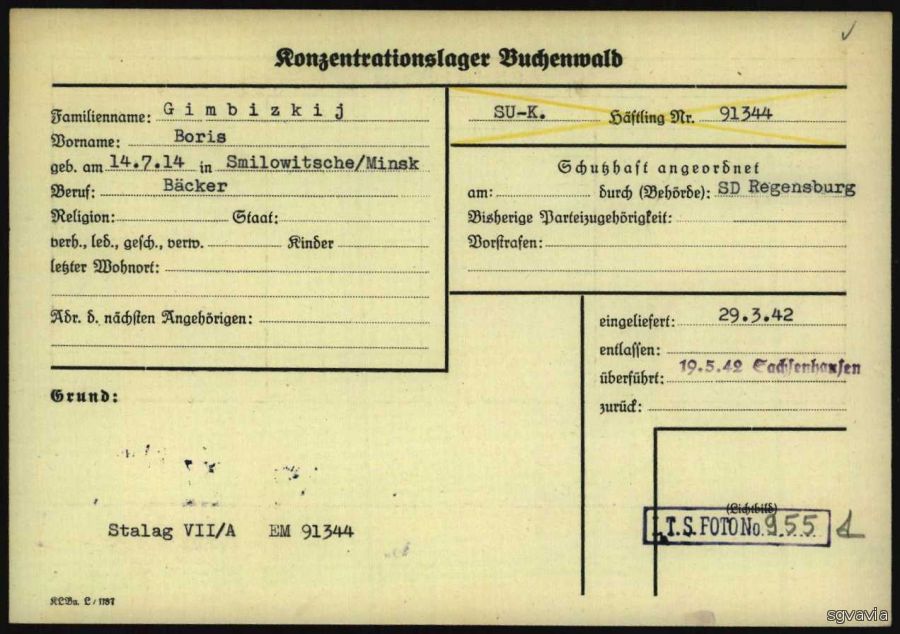 Konzentrationslager Buchenwald
Familienname: Gimbizkij
Vorname: Boris
geb. am 14.7.14 in Smilowitsche/Minsk
Beruf: Bäcker
Religion: Staat:
verh., led., gesch., verw. Kinder
letzter Wohnort:
Adr. d. nächsten Angehörigen:
SU-K. Häftling Nr. 91344
Schutzhaft angeordnet
am: durch (Behörde): SD Regensburg
Bisherige Parteizugehörigkeit:
Vorstrafen:
eingeliefert: 29.3.42
entlassen:
überführt: 19.5.42 Sachsenhausen
zurück:
Grund:
Stalag VII/A EM 91344
(Lichtbild)
I.T.S. FOTO No. 955
KLBu. L/1187
sgvavia